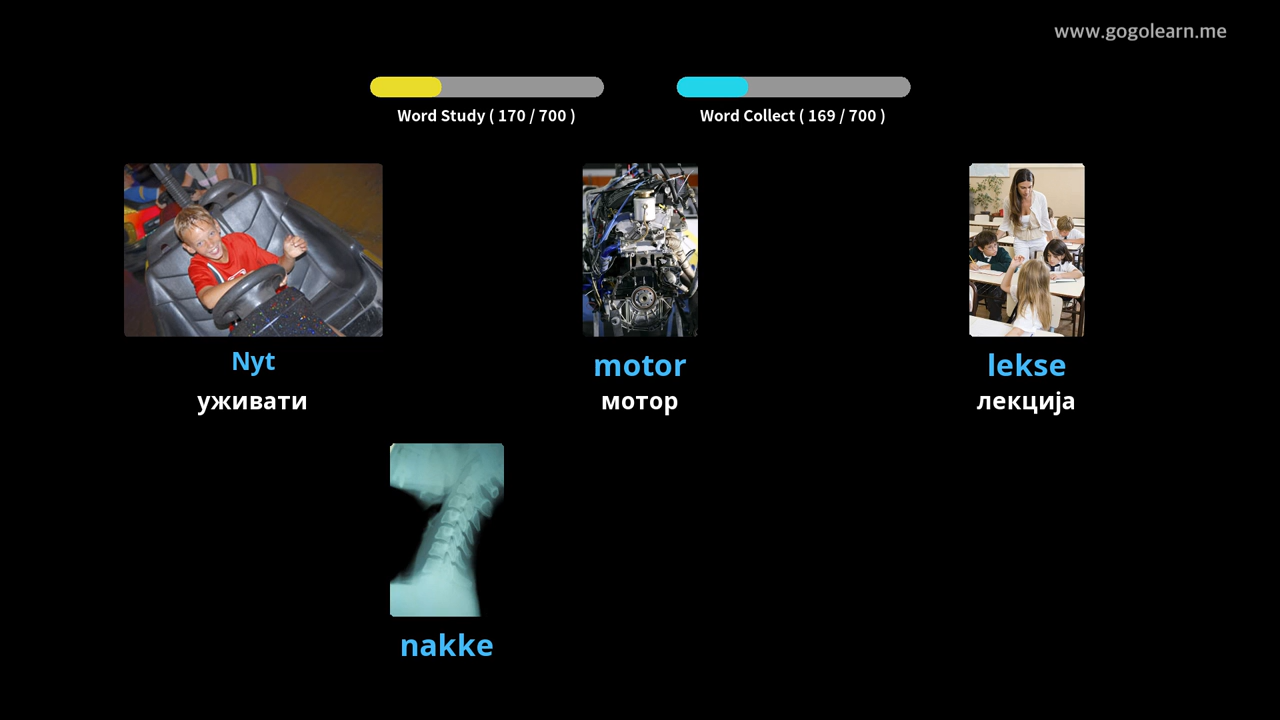 www.gogolearn.me
Word Study ( 170 / 700 )
Word Collect ( 169 / 700 )
Nyt
motor
lekse
уживати
мотор
лекција
nakke